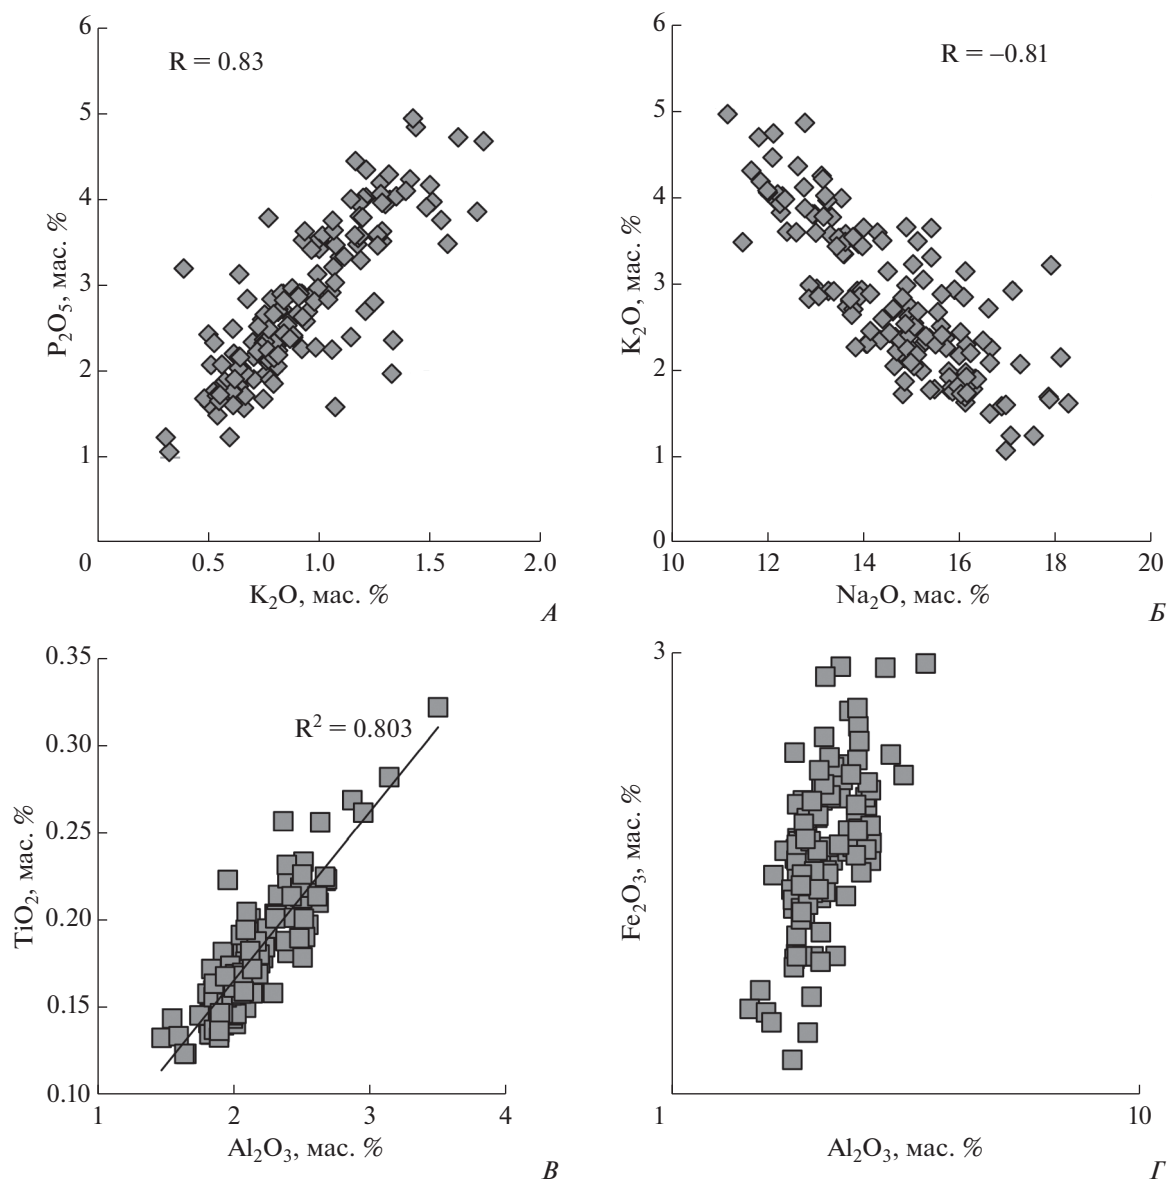 6
5
4
3
2
1
0
P₂O₅, мас. %
R = 0.83
0.5
1.0
1.5
2.0
K₂O, мас. %
А
6
5
4
3
2
1
0
K₂O, мас. %
R = –0.81
10
12
14
16
18
20
Na₂O, мас. %
Б
0.35
0.30
0.25
0.20
0.15
0.10
TiO₂, мас. %
R² = 0.803
1
2
3
4
Al₂O₃, мас. %
В
3
Fe₂O₃, мас. %
1
10
Al₂O₃, мас. %
Г